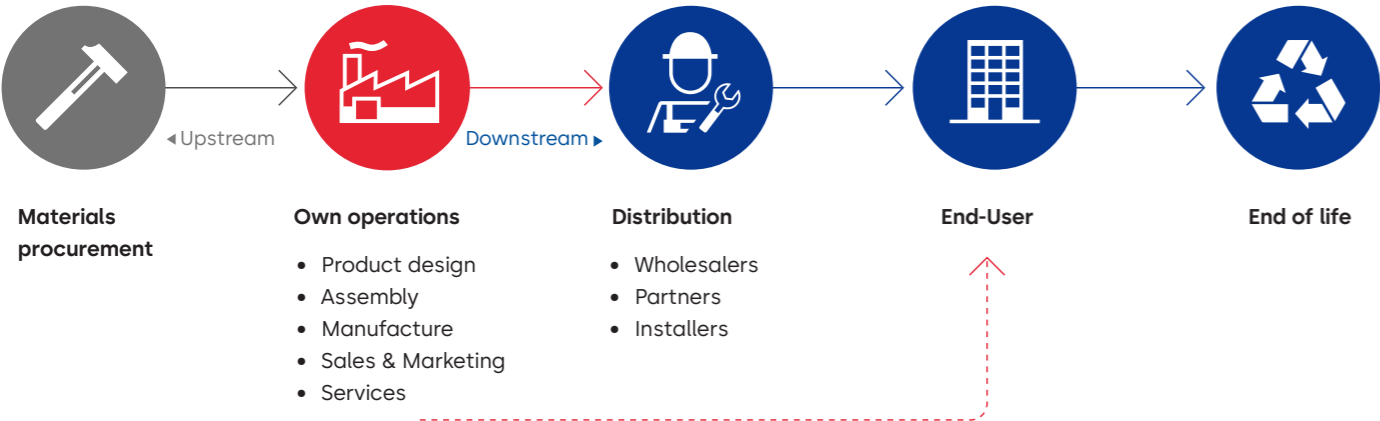 ◀Upstream
Downstream▶
Materials
procurement
Own operations
• Product design
• Assembly
• Manufacture
• Sales & Marketing
• Services
Distribution
• Wholesalers
• Partners
• Installers
End-User
End of life